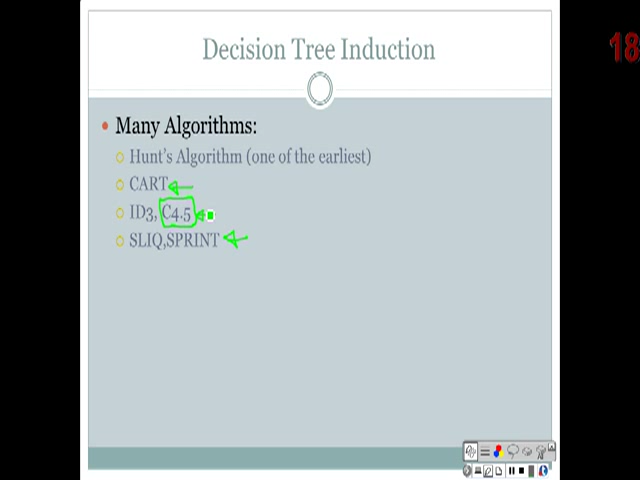 18
Decision Tree Induction
Many Algorithms:
Hunt's Algorithm (one of the earliest)
CART
ID3, C4.5
SLIQ,SPRINT